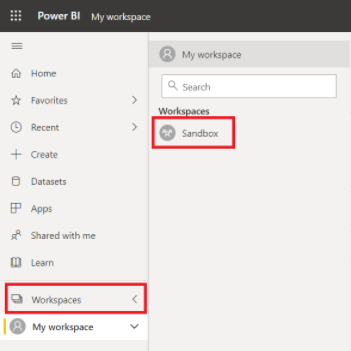 Power BI My workspace
Home
Favorites
Recent
Create
Datasets
Apps
Shared with me
Learn
Workspaces
My workspace
My workspace
Search
Workspaces
Sandbox